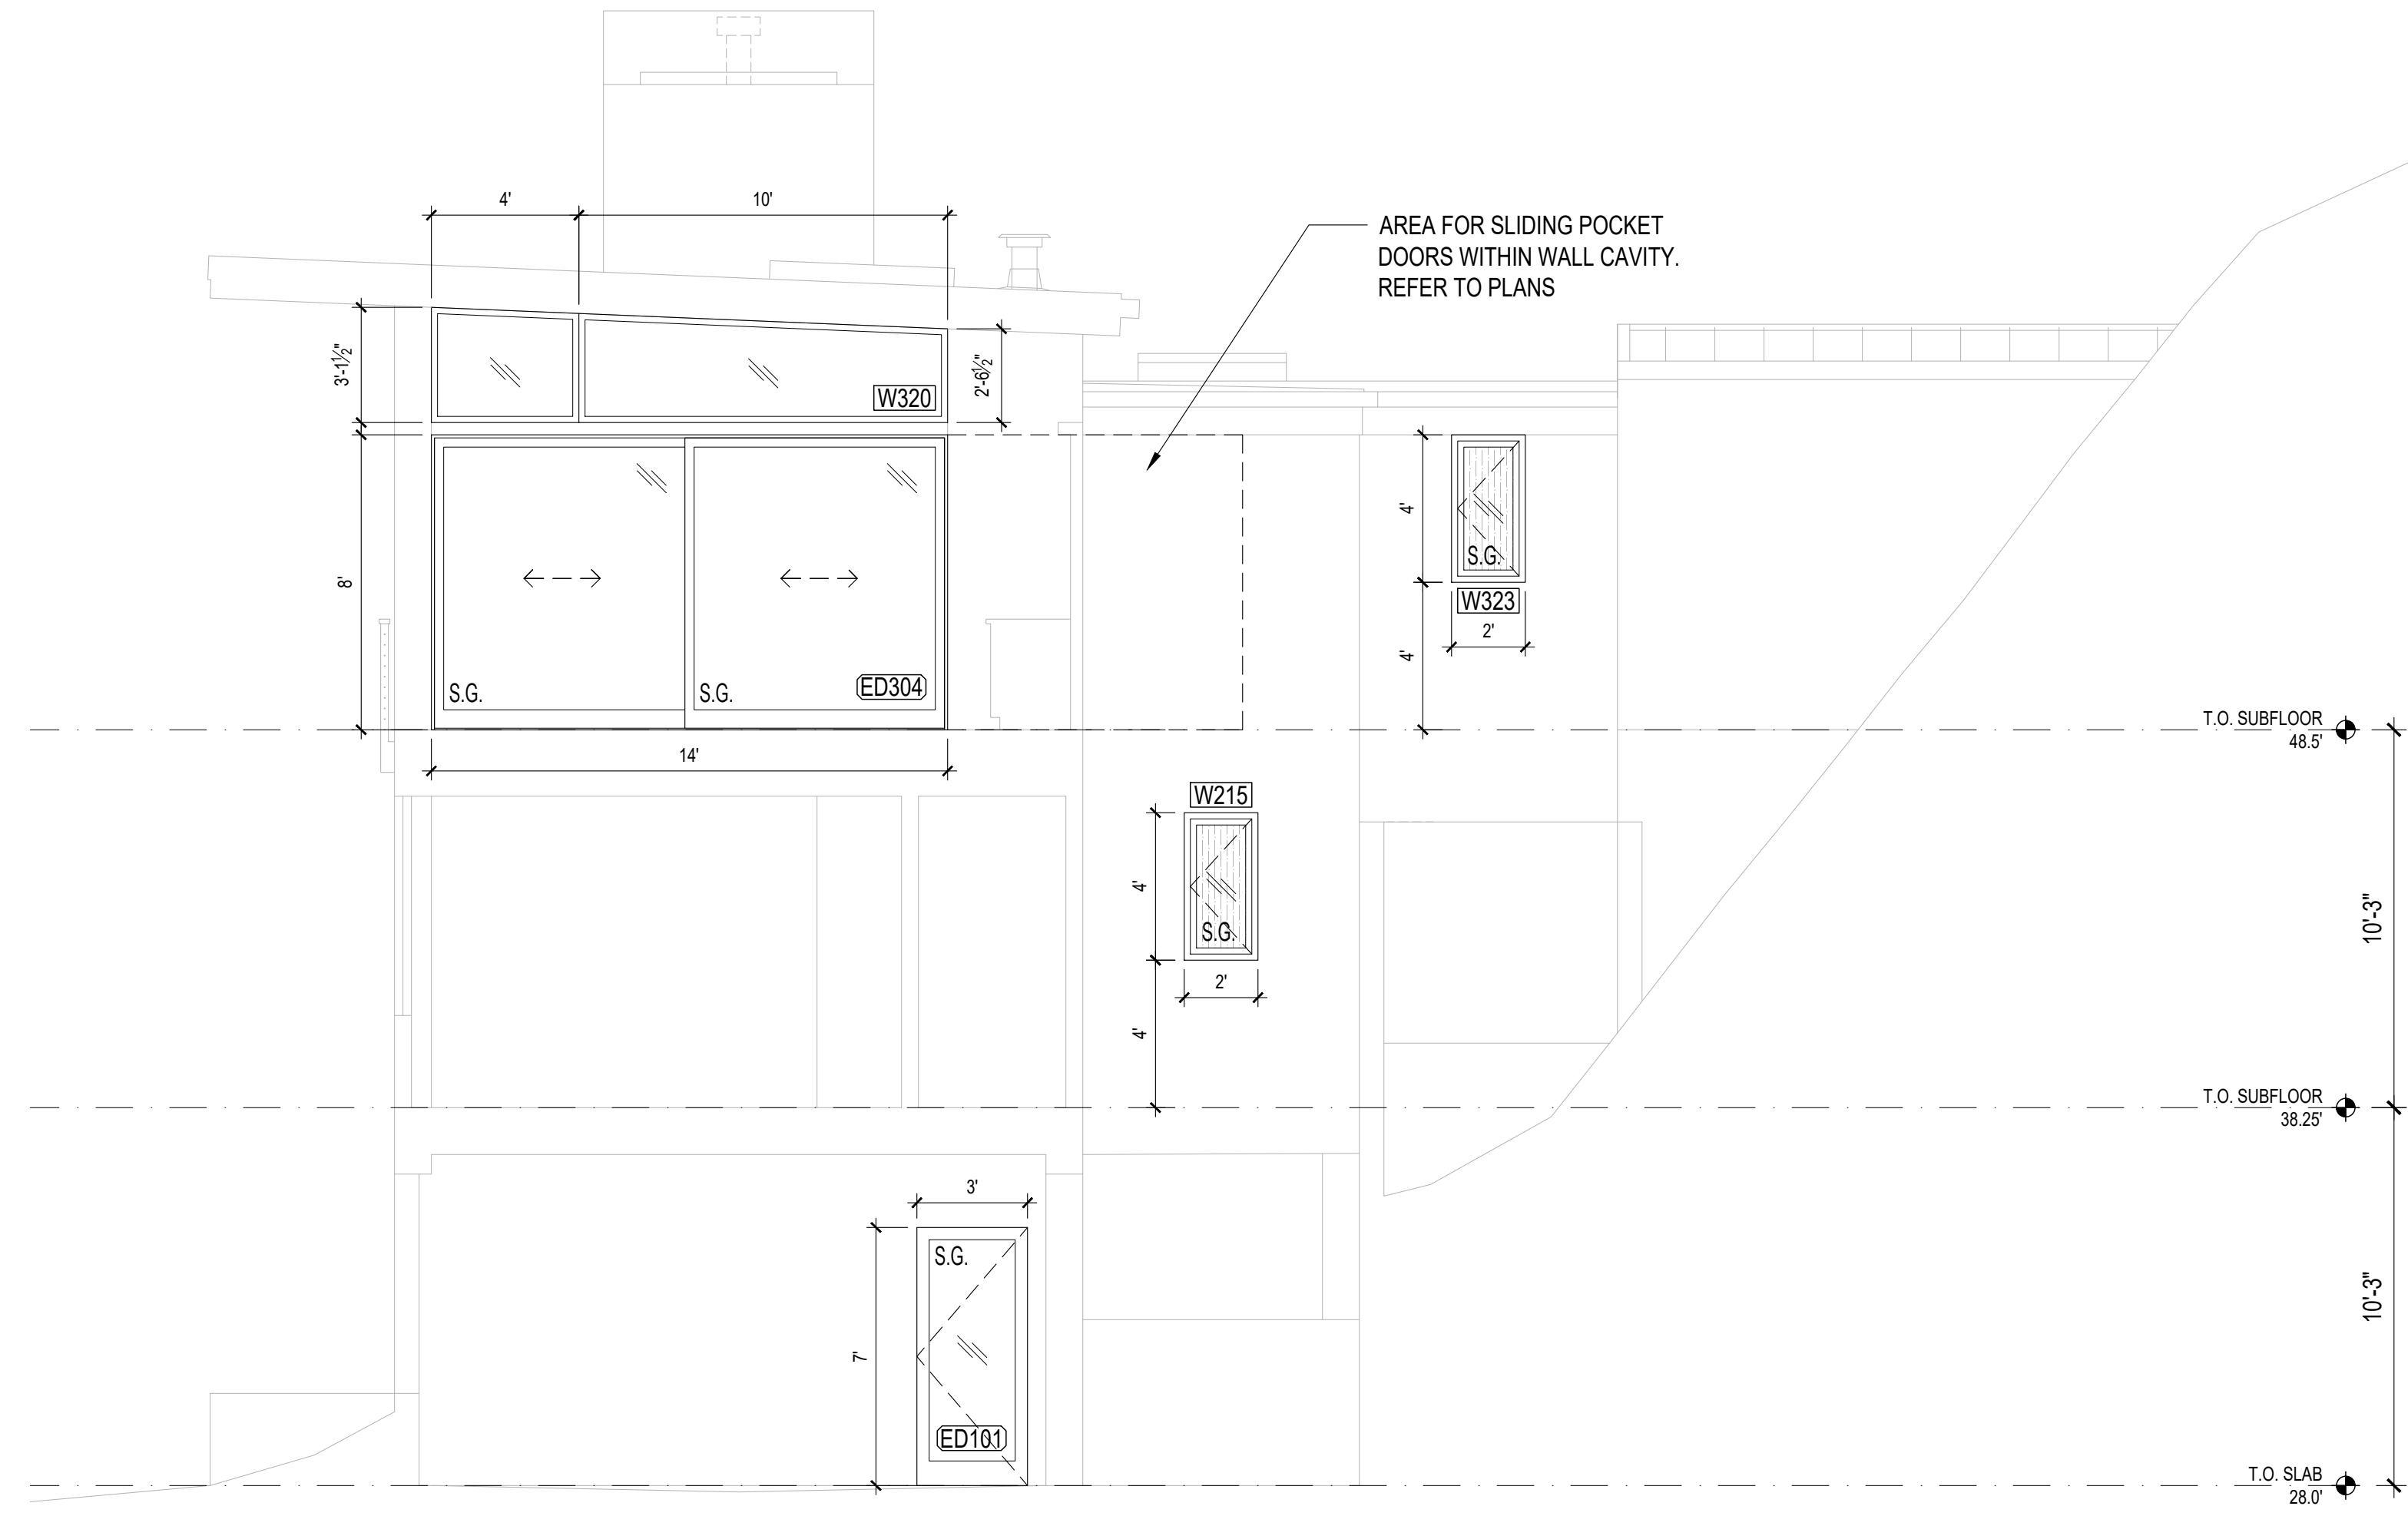 4'
10'
AREA FOR SLIDING POCKET
DOORS WITHIN WALL CAVITY.
REFER TO PLANS
3'-1½"
2'-6½"
W320
8'
S.G.
S.G.
ED304
14'
4'
S.G.
W323
2'
4'
T.O. SUBFLOOR
48.5'
W215
4'
S.G.
2'
4'
10'-3"
T.O. SUBFLOOR
38.25'
3'
S.G.
7'
ED101
10'-3"
T.O. SLAB
28.0'